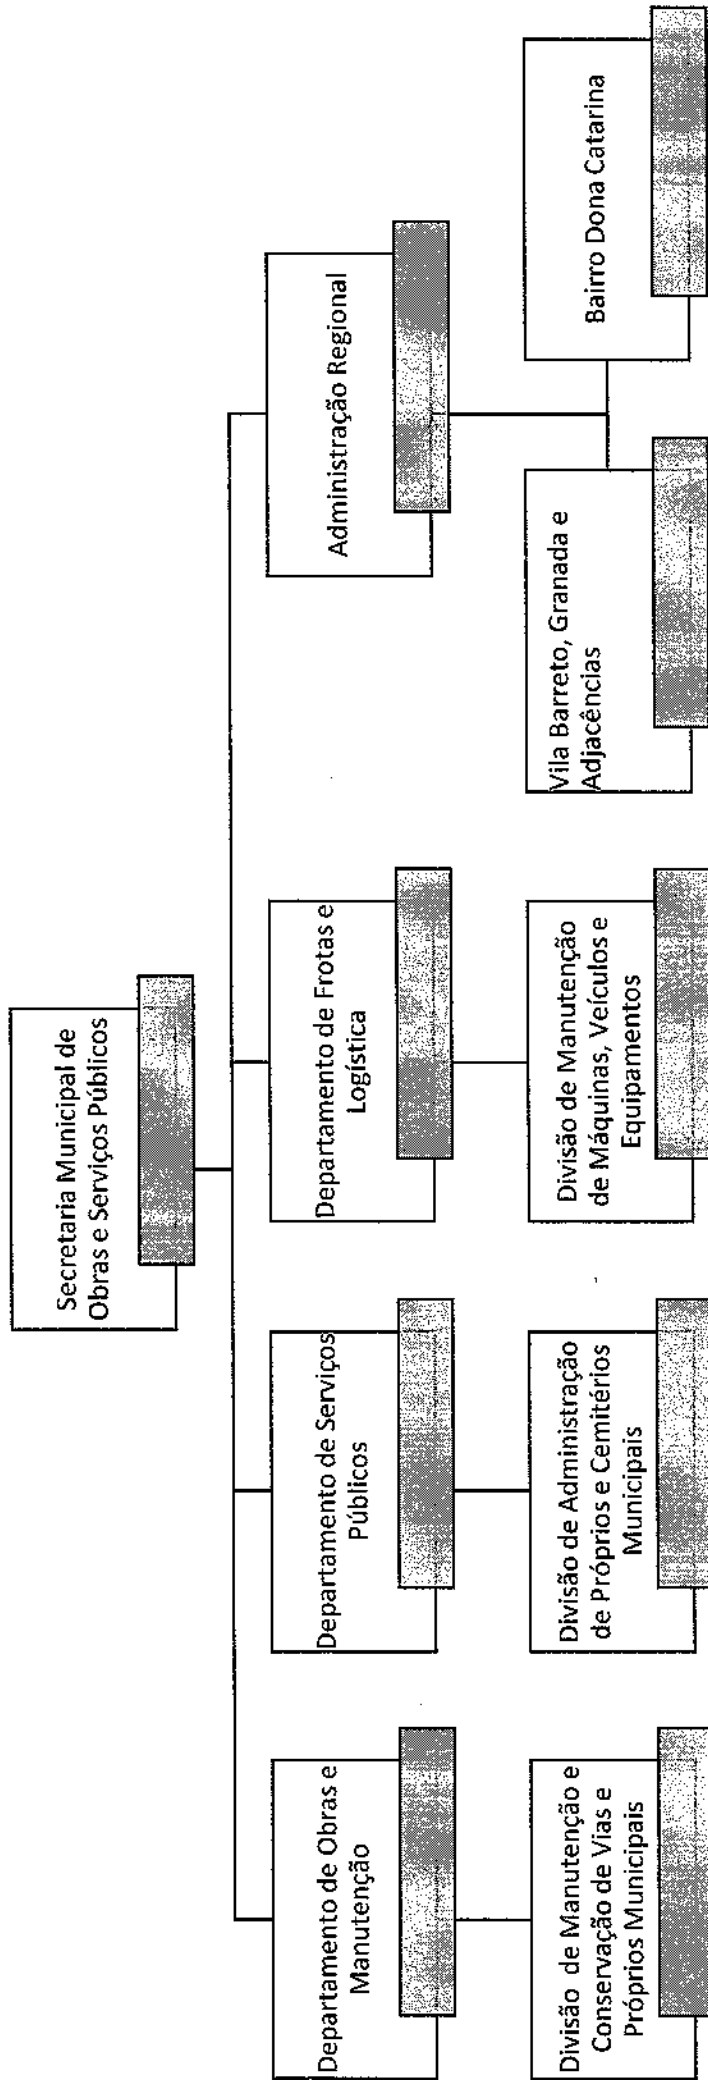 Secretaria Municipal de
Obras e Serviços Públicos
Departamento de Obras e
Manutenção
Departamento de Serviços
Públicos
Departamento de Frotas e
Logística
Administração Regional
Divisão de Manutenção e
Conservação de Vias e
Próprios Municipais
Divisão de Administração
de Próprios e Cemitérios
Municipais
Divisão de Manutenção
de Máquinas, Veículos e
Equipamentos
Vila Barreto, Granada e
Adjacências
Bairro Dona Catarina